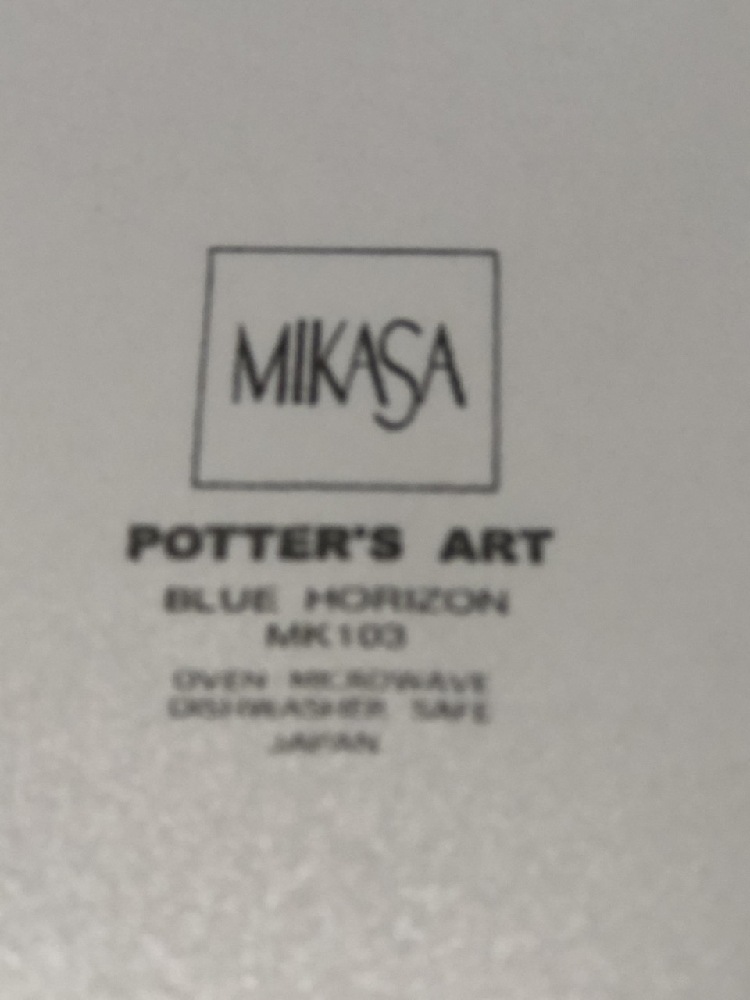 MIKASA
POTTER'S ART
BLUE HORIZON
MK103
OVEN MICROWAVE
DISHWASHER SAFE
JAPAN